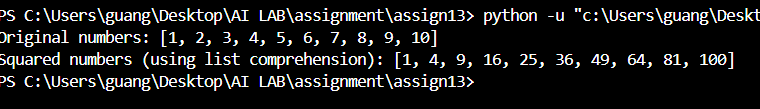 PS C:\Users\guang\Desktop\AI LAB\assignment\assign13> python -u "c:\Users\guang\Deskt
Original numbers: [1, 2, 3, 4, 5, 6, 7, 8, 9, 10]
Squared numbers (using list comprehension): [1, 4, 9, 16, 25, 36, 49, 64, 81, 100]
PS C:\Users\guang\Desktop\AI LAB\assignment\assign13>